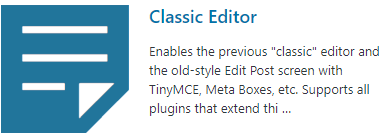 Classic Editor
Enables the previous "classic" editor and
the old-style Edit Post screen with
TinyMCE, Meta Boxes, etc. Supports all
plugins that extend thi ...